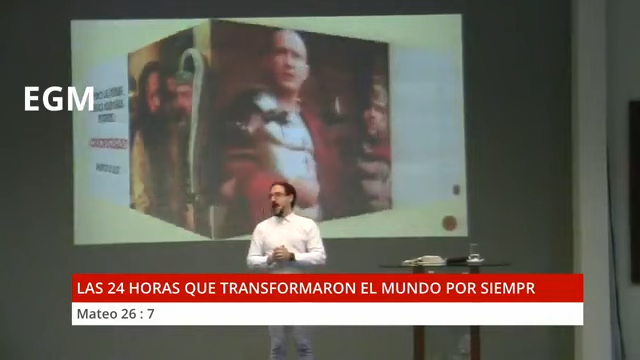 EGM
LAS 24 HORAS QUE TRANSFORMARON EL MUNDO POR SIEMPR
Mateo 26 : 7